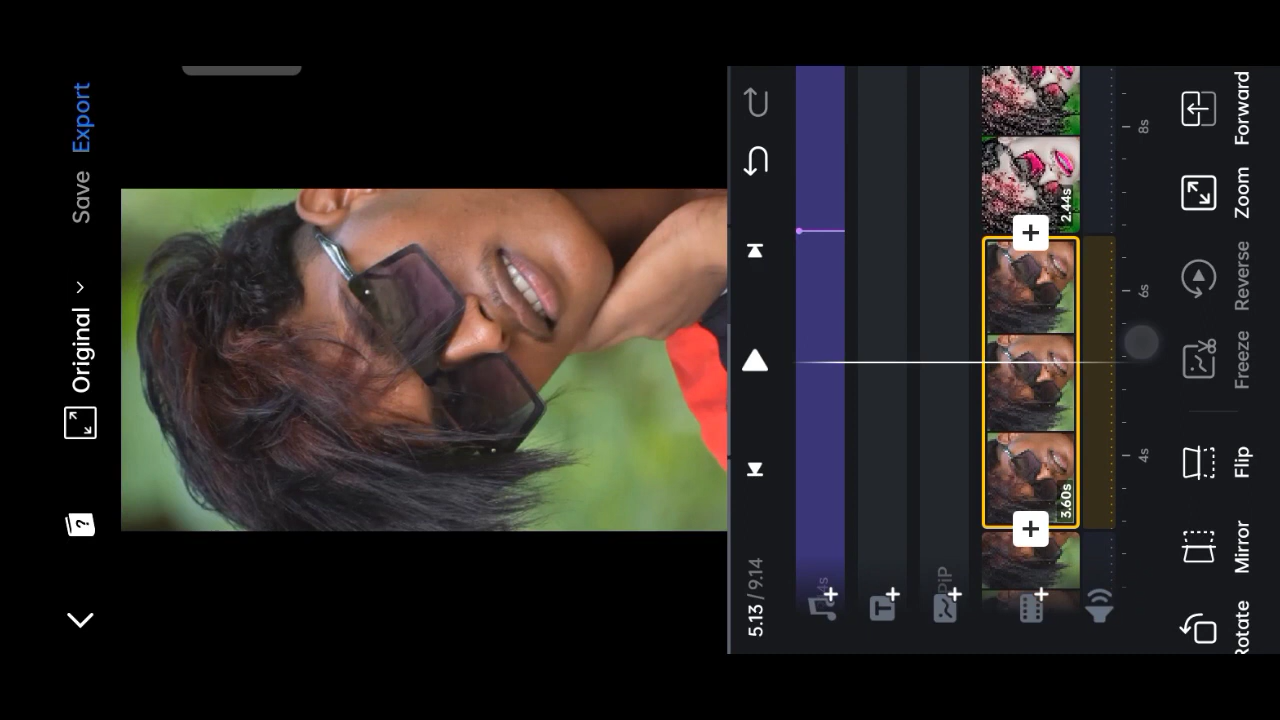 Original
Save
Export
5.13 / 9.14
4s
PiP
3.60s
2.44s
4s
6s
8s
Rotate
Mirror
Flip
Freeze
Reverse
Zoom
Forward